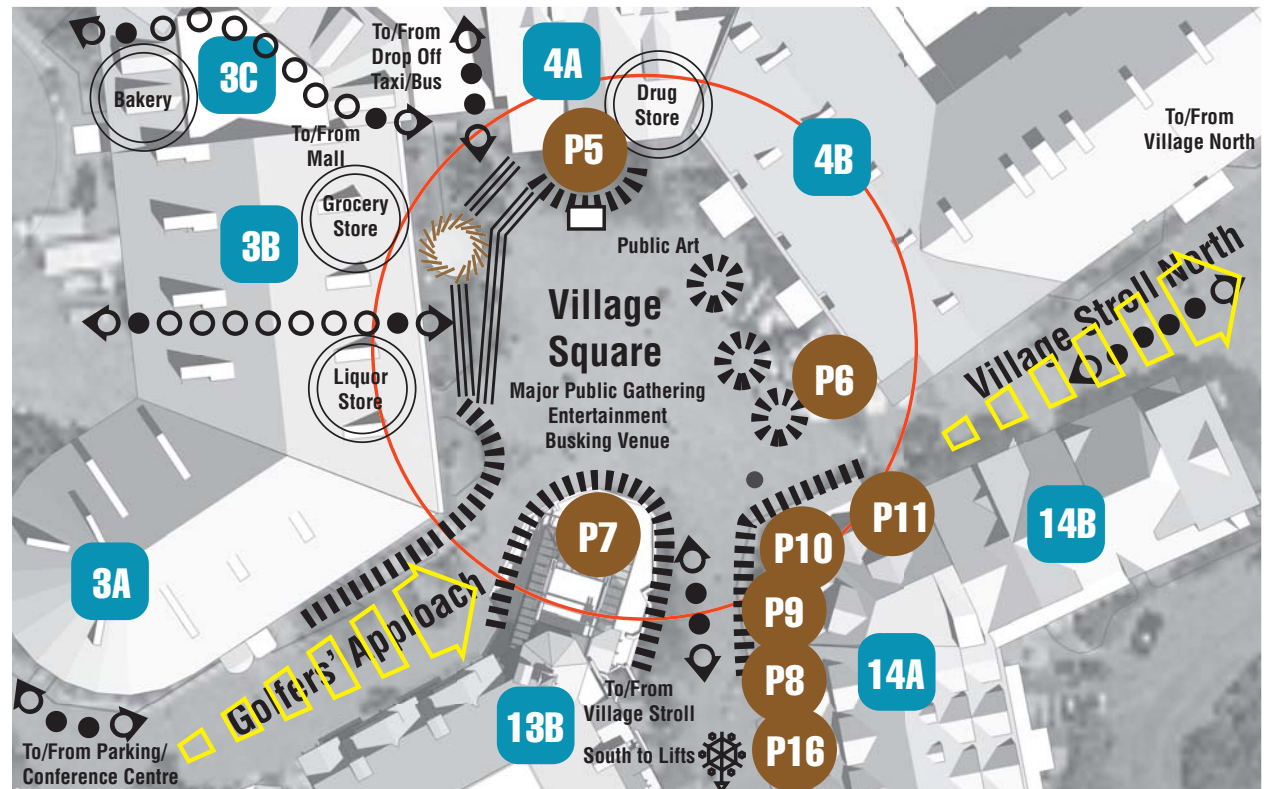 To/From
Drop Off
Taxi/Bus
3C
4A
Bakery
Drug
Store
To/From
Mall
P5
4B
To/From
Village North
3B
Grocery
Store
Public Art
Village
Square
Major Public Gathering
Entertainment
Busking Venue
Village Stroll North
Liquor
Store
P6
P7
P11
P10
14B
3A
Golfers' Approach
P9
P8
14A
To/From
Village Stroll
13B
South to Lifts
P16
To/From Parking/
Conference Centre